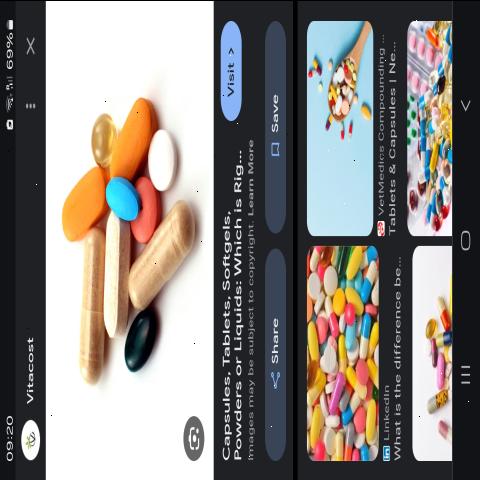 09:20
69%
Vitacost
Capsules, Tablets, Softgels,
Powders or Liquids: Which is Rig...
Visit >
Images may be subject to copyright. Learn More
Share
Save
LinkedIn
What is the difference be...
VetMedics Compounding ...
Tablets & Capsules | Ne...